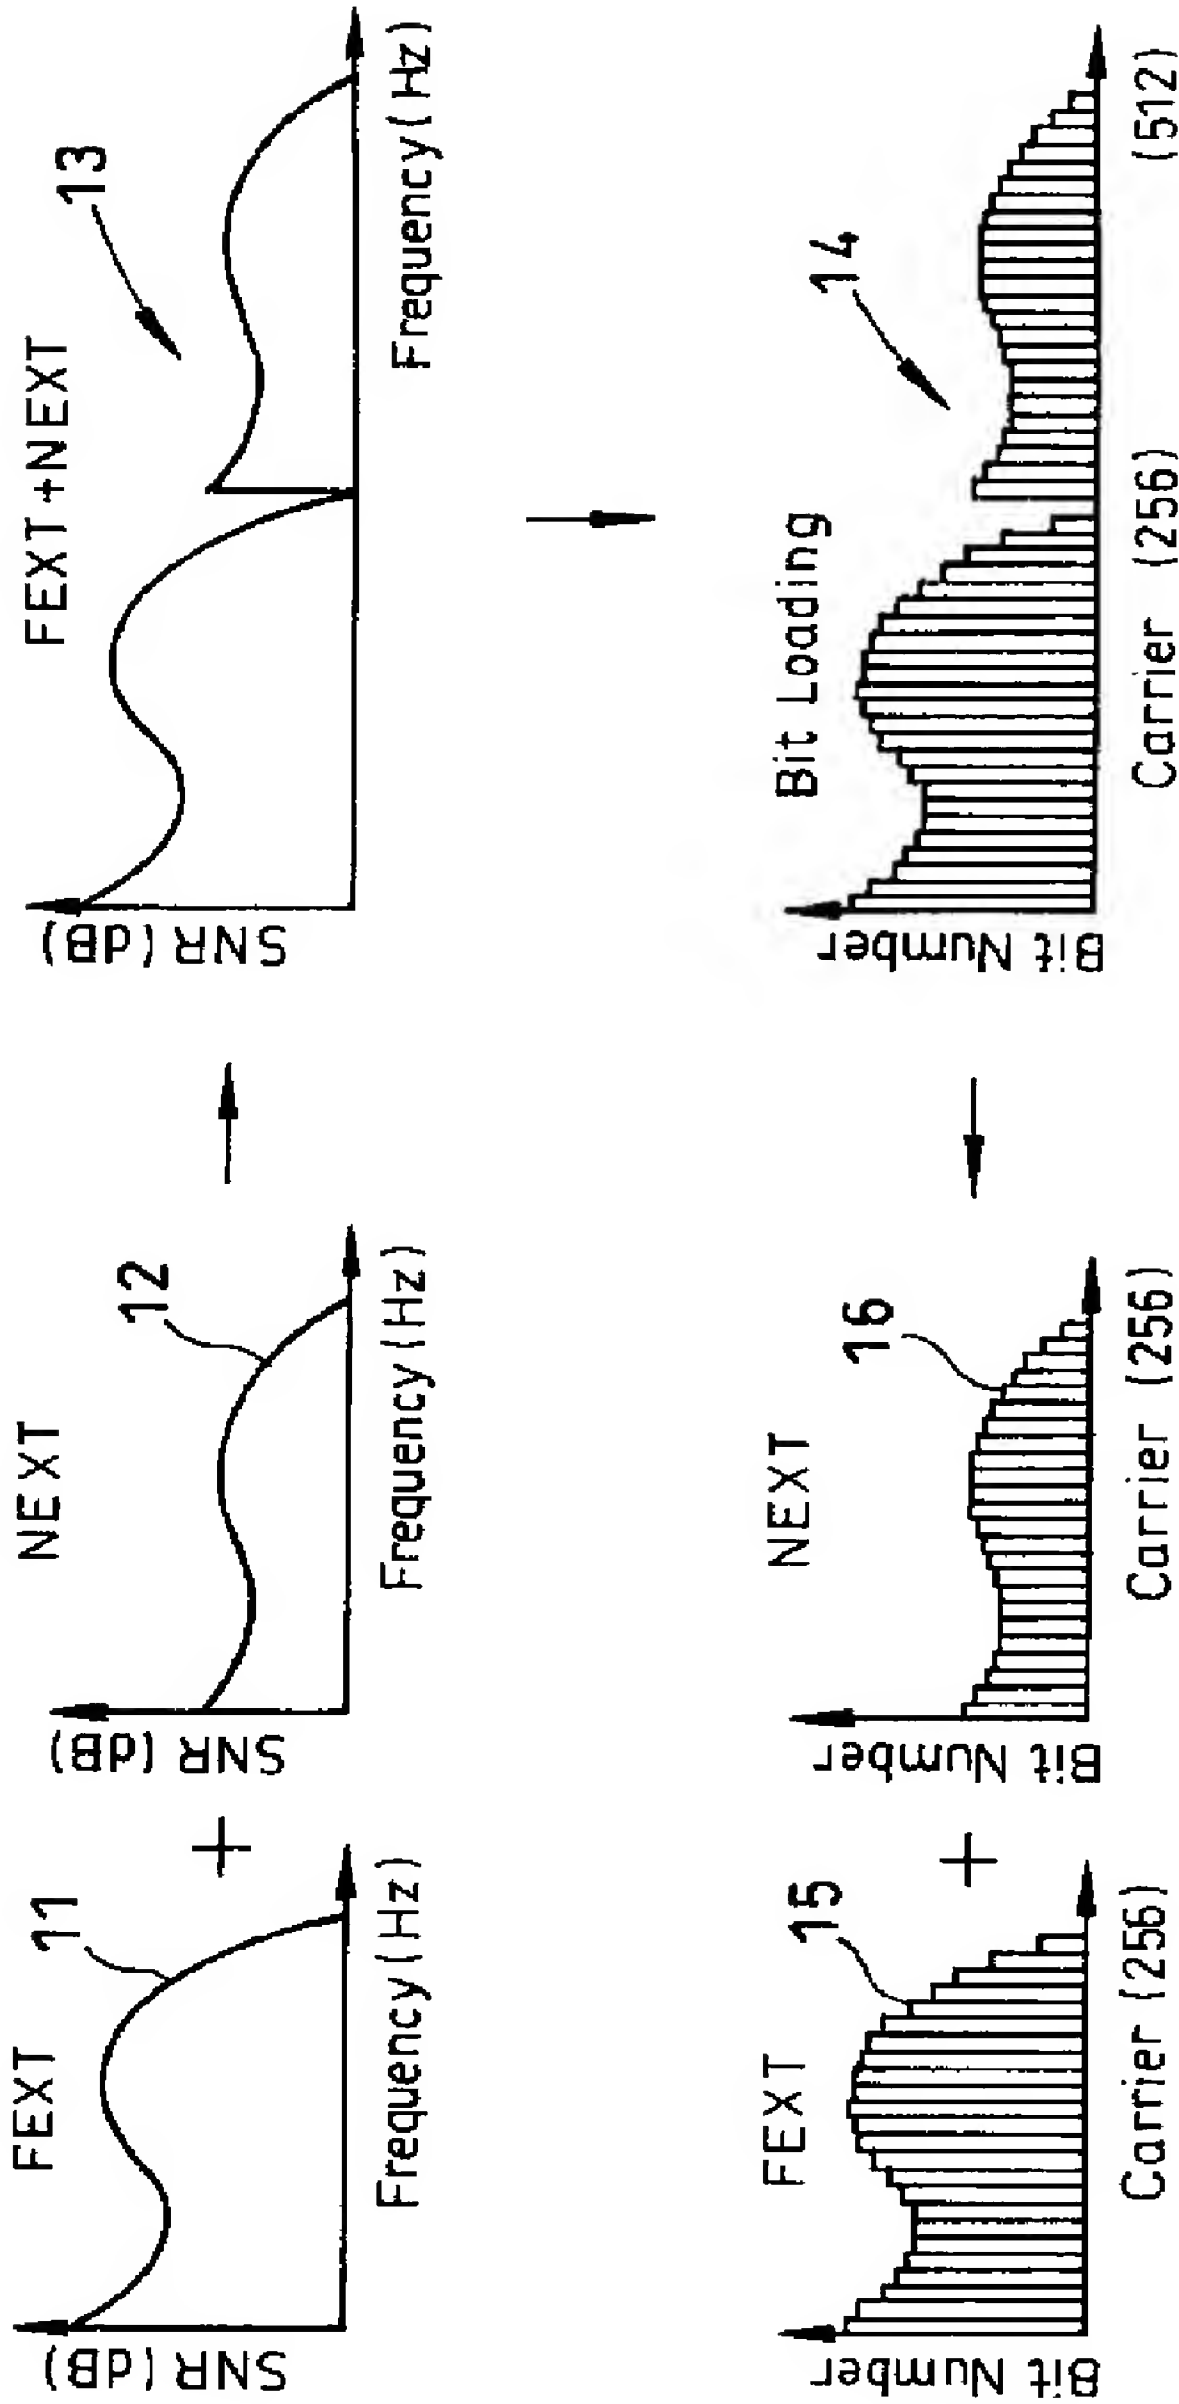 FEXT
11
SNR (dB)
Frequency(Hz)
+
NEXT
12
SNR (dB)
Frequency(Hz)
FEXT+NEXT
13
SNR (dB)
Frequency(Hz)
FEXT
15
Bit Number
Carrier (256)
+
NEXT
16
Bit Number
Carrier (256)
Bit Loading
14
Bit Number
Carrier (256) (512)